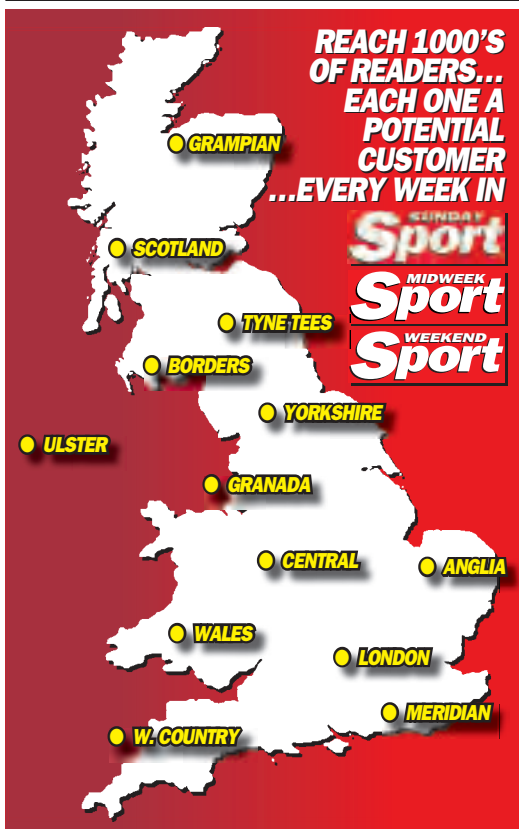 REACH 1000'S
OF READERS...
EACH ONE A
POTENTIAL
CUSTOMER
...EVERY WEEK IN
SUNDAY
Sport
MIDWEEK
Sport
WEEKEND
Sport
GRAMPIAN
SCOTLAND
TYNE TEES
BORDERS
YORKSHIRE
ULSTER
GRANADA
CENTRAL
ANGLIA
WALES
LONDON
MERIDIAN
W. COUNTRY